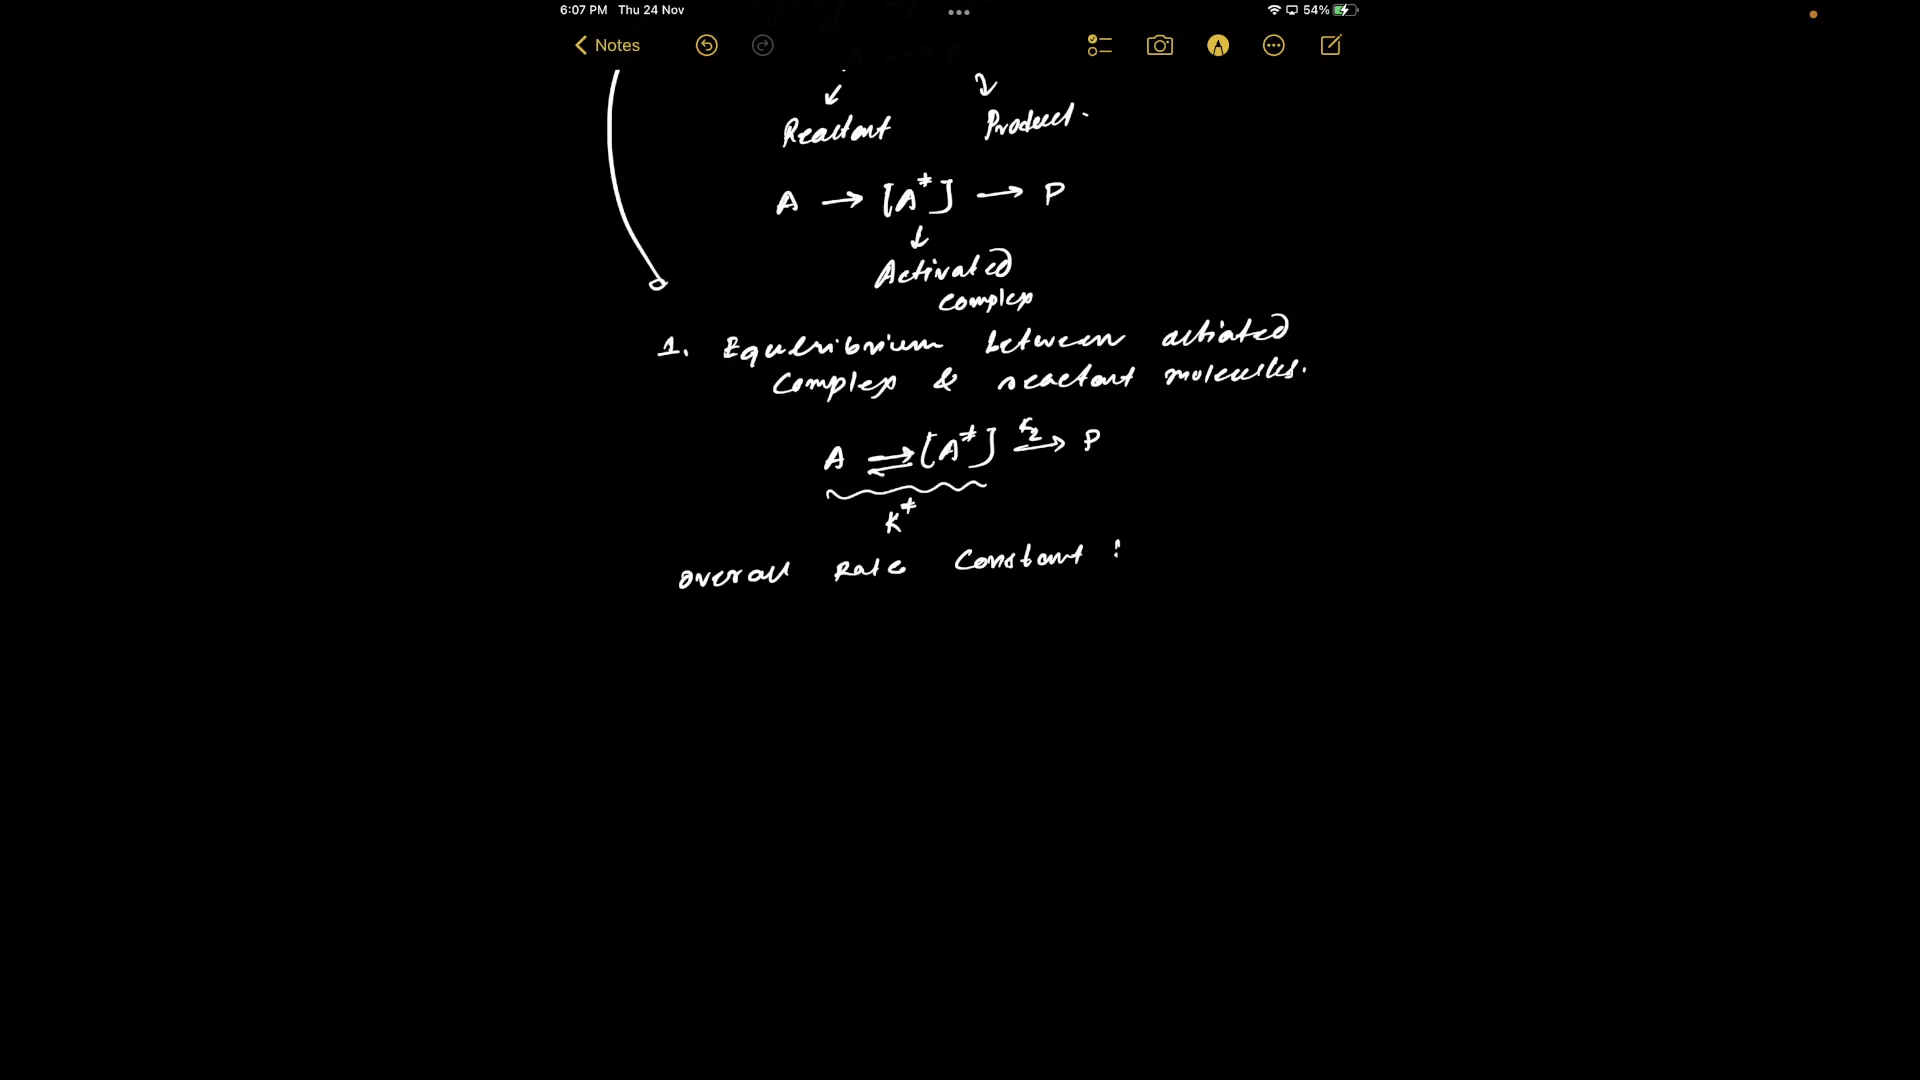 6:07 PM Thu 24 Nov
54%
Notes
Reactant Product.
A → [A‡] → P
↓
Activated
Complex
1. Equilibrium between activated
Complex & reactant molecules.
A ⇌ [A‡] K₂→ P
K‡
Overall Rate Constant :